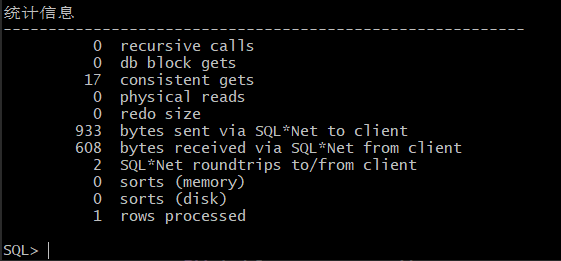 统计信息
----------------------------------------------------------
0 recursive calls
0 db block gets
17 consistent gets
0 physical reads
0 redo size
933 bytes sent via SQL*Net to client
608 bytes received via SQL*Net from client
2 SQL*Net roundtrips to/from client
0 sorts (memory)
0 sorts (disk)
1 rows processed
SQL>